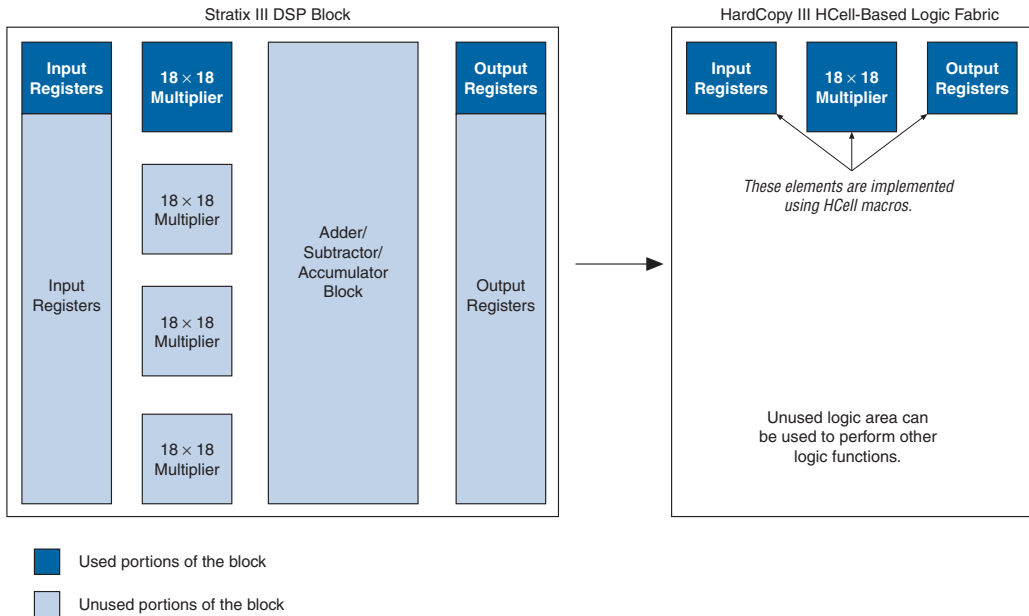 Stratix III DSP Block
Input
Registers
18 × 18
Multiplier
Output
Registers
Input
Registers
18 × 18
Multiplier
18 × 18
Multiplier
18 × 18
Multiplier
Adder/
Subtractor/
Accumulator
Block
Output
Registers
HardCopy III HCell-Based Logic Fabric
Input
Registers
18 × 18
Multiplier
Output
Registers
These elements are implemented
using HCell macros.
Unused logic area can
be used to perform other
logic functions.
Used portions of the block
Unused portions of the block